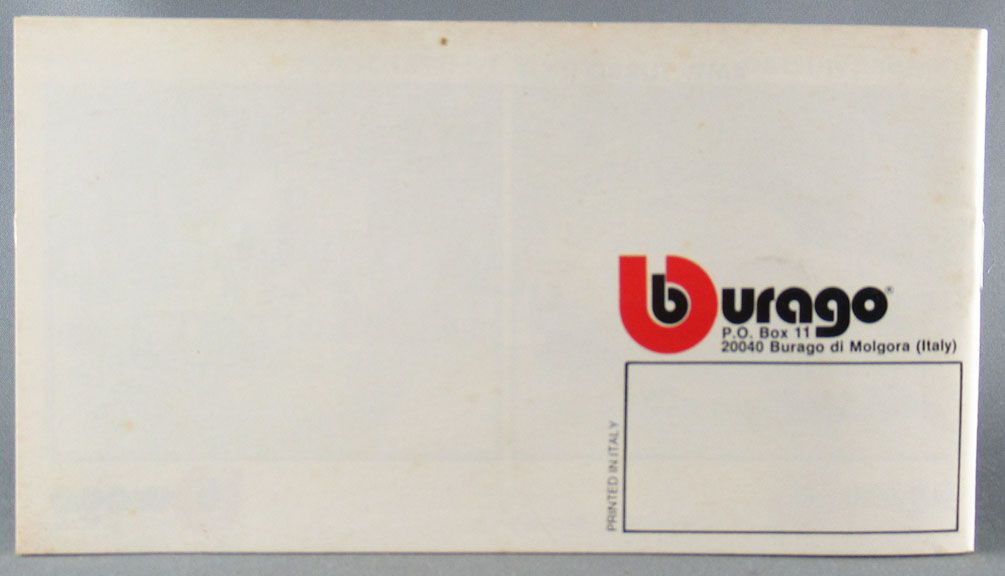 burago®
P.O. Box 11
20040 Burago di Molgora (Italy)
PRINTED IN ITALY